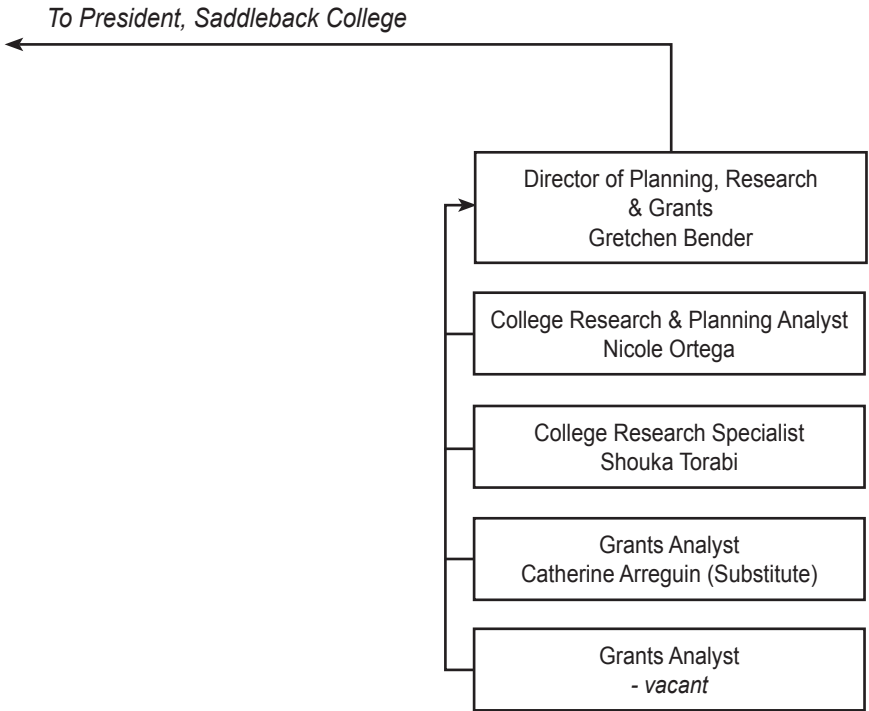 To President, Saddleback College
Director of Planning, Research
& Grants
Gretchen Bender
College Research & Planning Analyst
Nicole Ortega
College Research Specialist
Shouka Torabi
Grants Analyst
Catherine Arreguin (Substitute)
Grants Analyst
- vacant